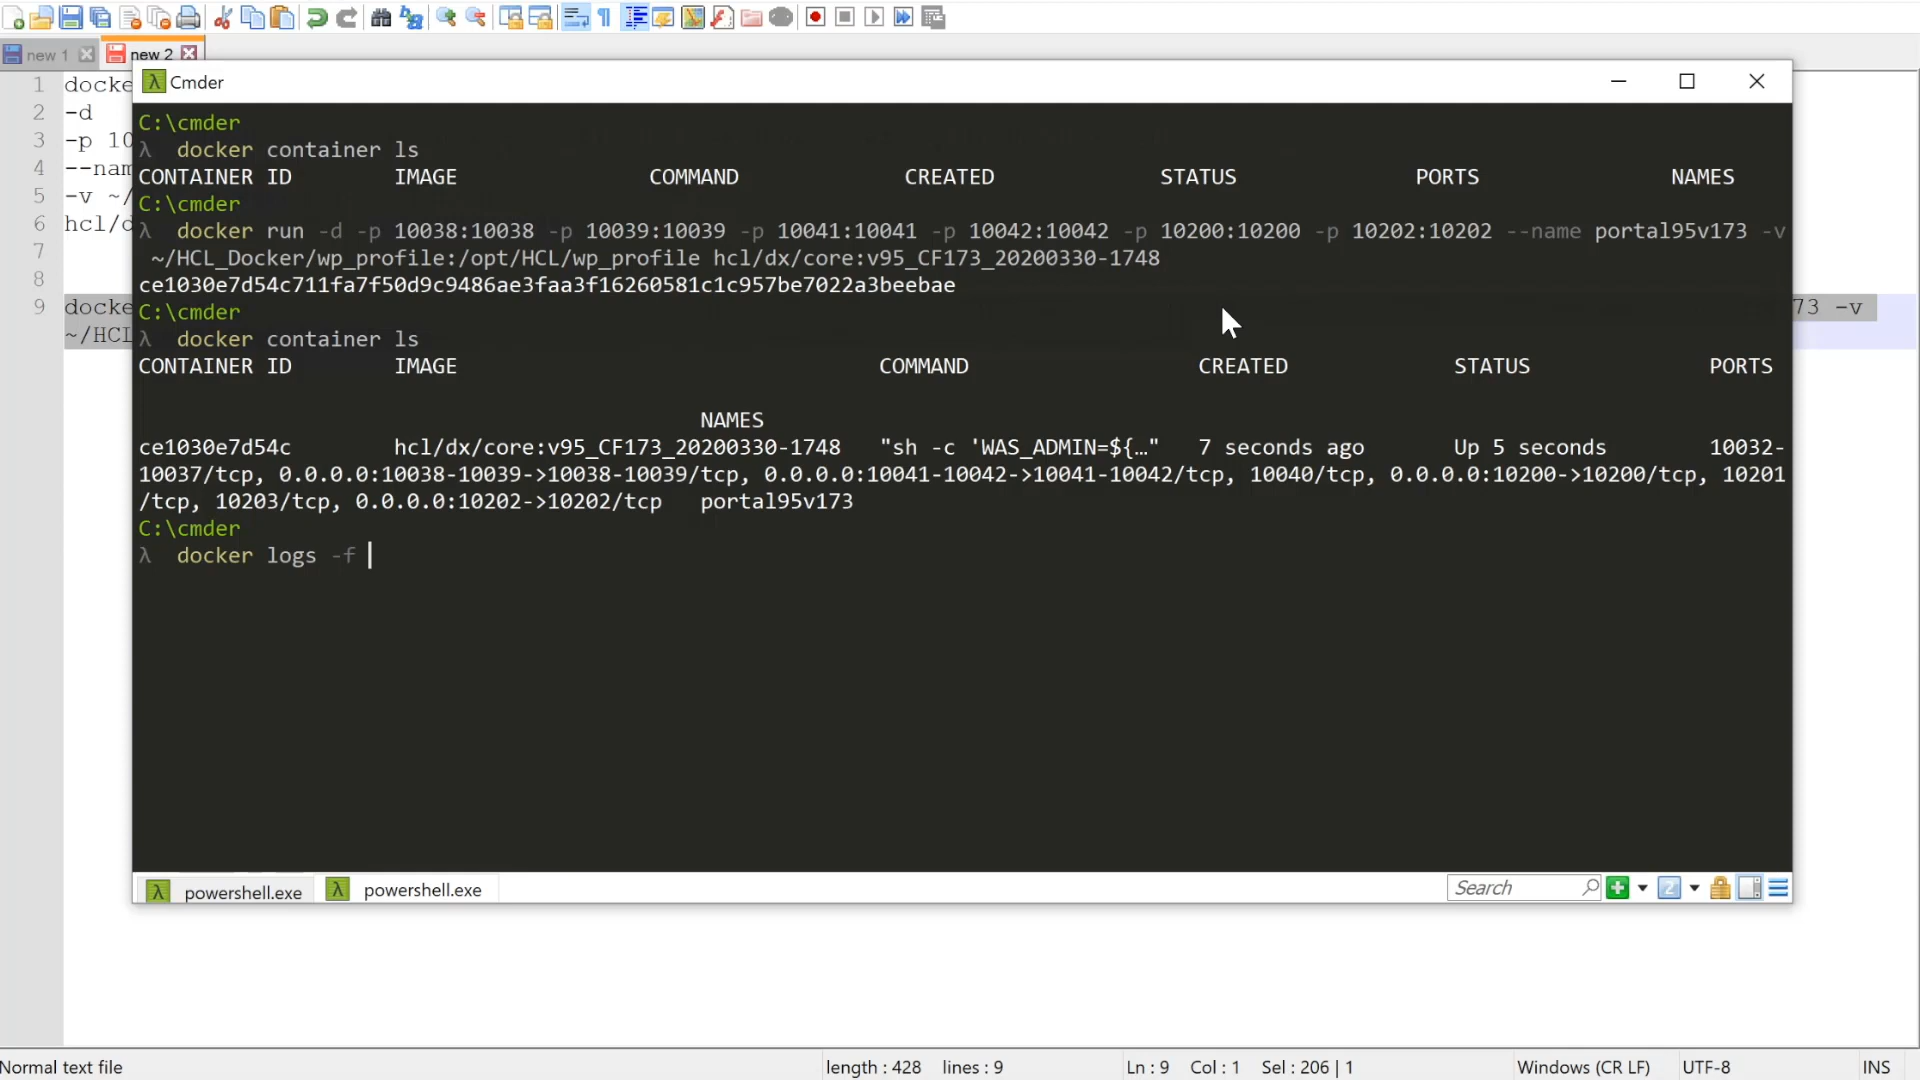 new 1
new 2
Cmder
1 docke
2 -d
3 -p 10
4 --nam
5 -v ~/
6 hcl/d
7
8
9 docke 73 -v
~/HCL
C:\cmder
λ docker container ls
CONTAINER ID IMAGE COMMAND CREATED STATUS PORTS NAMES
C:\cmder
λ docker run -d -p 10038:10038 -p 10039:10039 -p 10041:10041 -p 10042:10042 -p 10200:10200 -p 10202:10202 --name portal95v173 -v
~/HCL_Docker/wp_profile:/opt/HCL/wp_profile hcl/dx/core:v95_CF173_20200330-1748
ce1030e7d54c711fa7f50d9c9486ae3faa3f16260581c1c957be7022a3beebae
C:\cmder
λ docker container ls
CONTAINER ID IMAGE COMMAND CREATED STATUS PORTS
NAMES
ce1030e7d54c hcl/dx/core:v95_CF173_20200330-1748 "sh -c 'WAS_ADMIN=${…" 7 seconds ago Up 5 seconds 10032-
10037/tcp, 0.0.0.0:10038-10039->10038-10039/tcp, 0.0.0.0:10041-10042->10041-10042/tcp, 10040/tcp, 0.0.0.0:10200->10200/tcp, 10201
/tcp, 10203/tcp, 0.0.0.0:10202->10202/tcp portal95v173
C:\cmder
λ docker logs -f
λ powershell.exe
λ powershell.exe
Search
2
Normal text file length : 428 lines : 9 Ln : 9 Col : 1 Sel : 206 | 1 Windows (CR LF) UTF-8 INS